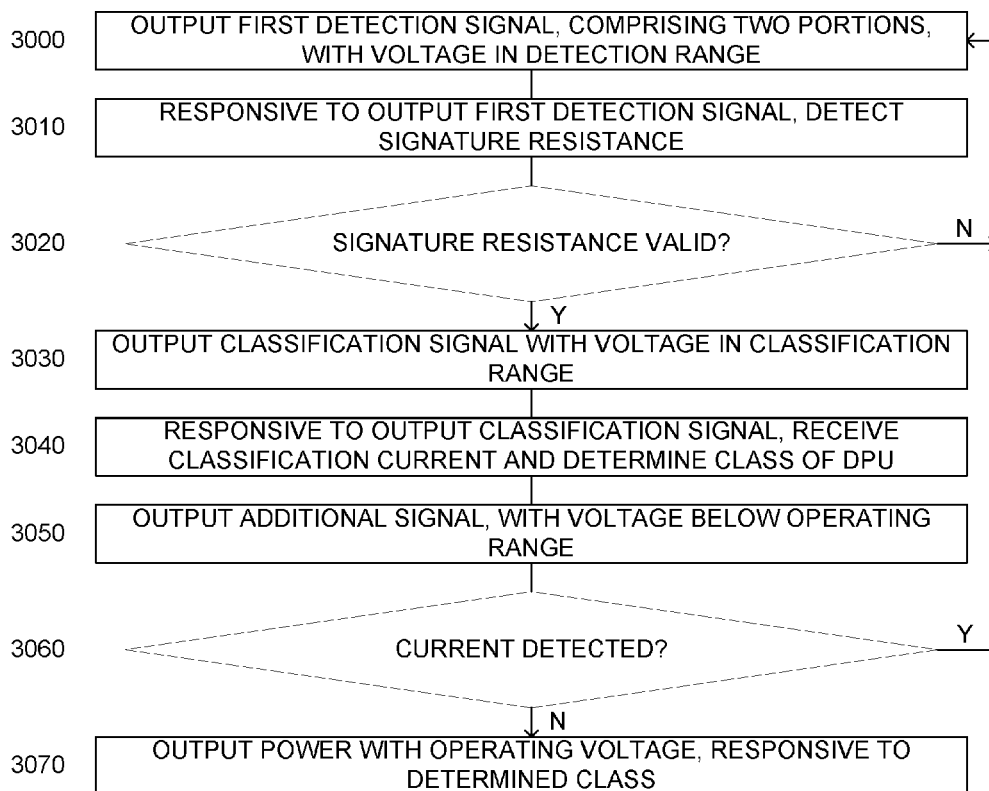 3000
OUTPUT FIRST DETECTION SIGNAL, COMPRISING TWO PORTIONS,
WITH VOLTAGE IN DETECTION RANGE
3010
RESPONSIVE TO OUTPUT FIRST DETECTION SIGNAL, DETECT
SIGNATURE RESISTANCE
3020
SIGNATURE RESISTANCE VALID?
N
Y
3030
OUTPUT CLASSIFICATION SIGNAL WITH VOLTAGE IN CLASSIFICATION
RANGE
3040
RESPONSIVE TO OUTPUT CLASSIFICATION SIGNAL, RECEIVE
CLASSIFICATION CURRENT AND DETERMINE CLASS OF DPU
3050
OUTPUT ADDITIONAL SIGNAL, WITH VOLTAGE BELOW OPERATING
RANGE
3060
CURRENT DETECTED?
Y
N
3070
OUTPUT POWER WITH OPERATING VOLTAGE, RESPONSIVE TO
DETERMINED CLASS